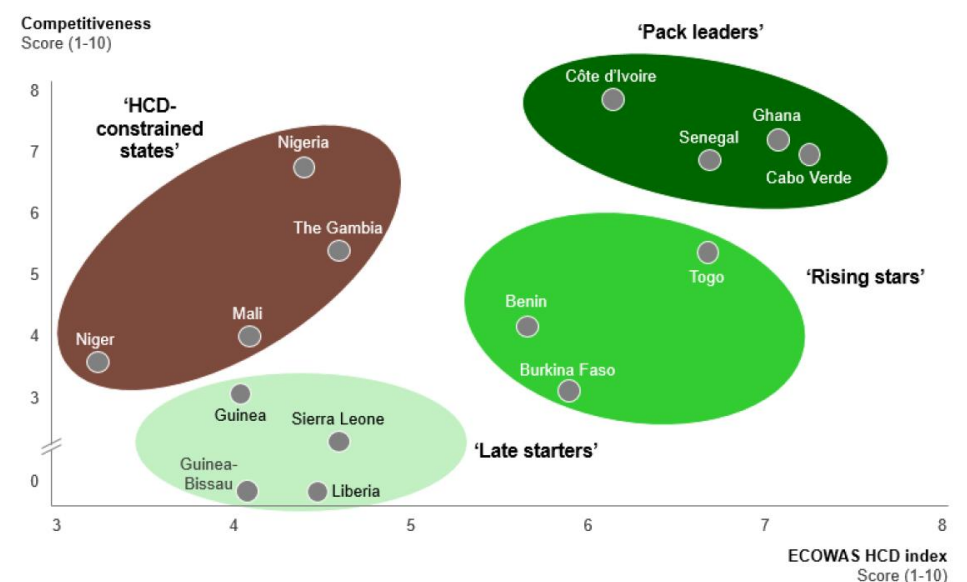 Competitiveness
Score (1-10)
‘Pack leaders’
Côte d’Ivoire
Ghana
Senegal
Cabo Verde
‘HCD-
constrained
states’
Nigeria
The Gambia
Mali
Niger
Togo
‘Rising stars’
Benin
Burkina Faso
Guinea
Sierra Leone
‘Late starters’
Guinea-
Bissau
Liberia
8
7
6
5
4
3
0
3
4
5
6
7
8
ECOWAS HCD index
Score (1-10)